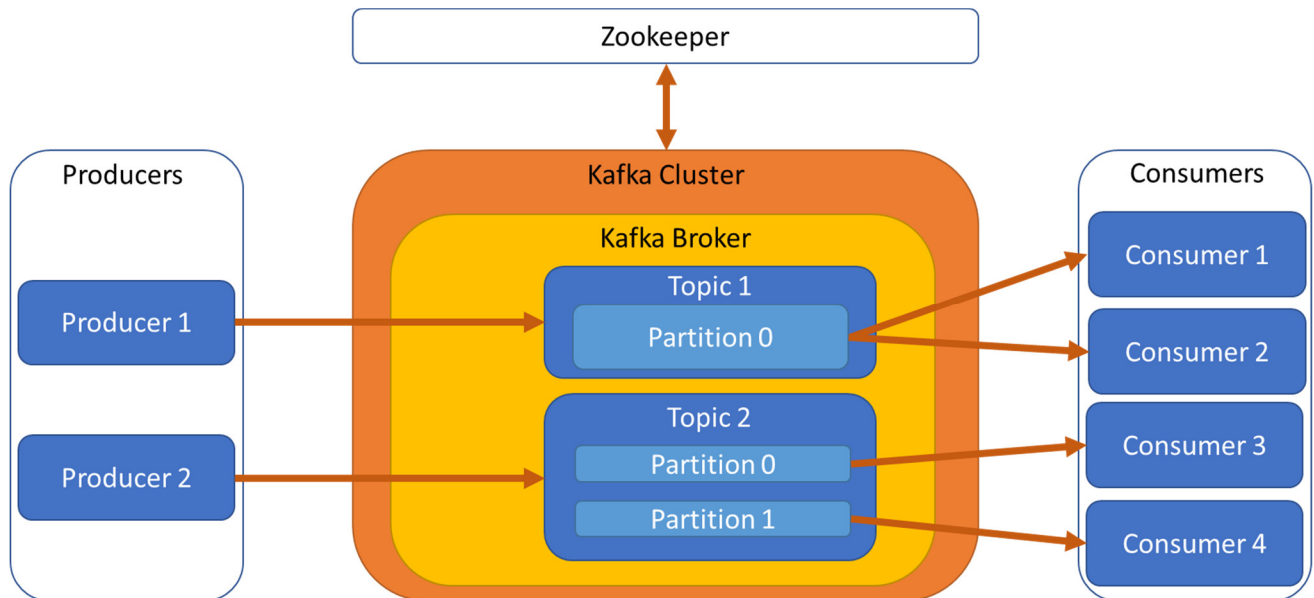 Zookeeper
Producers
Producer 1
Producer 2
Kafka Cluster
Kafka Broker
Topic 1
Partition 0
Topic 2
Partition 0
Partition 1
Consumers
Consumer 1
Consumer 2
Consumer 3
Consumer 4